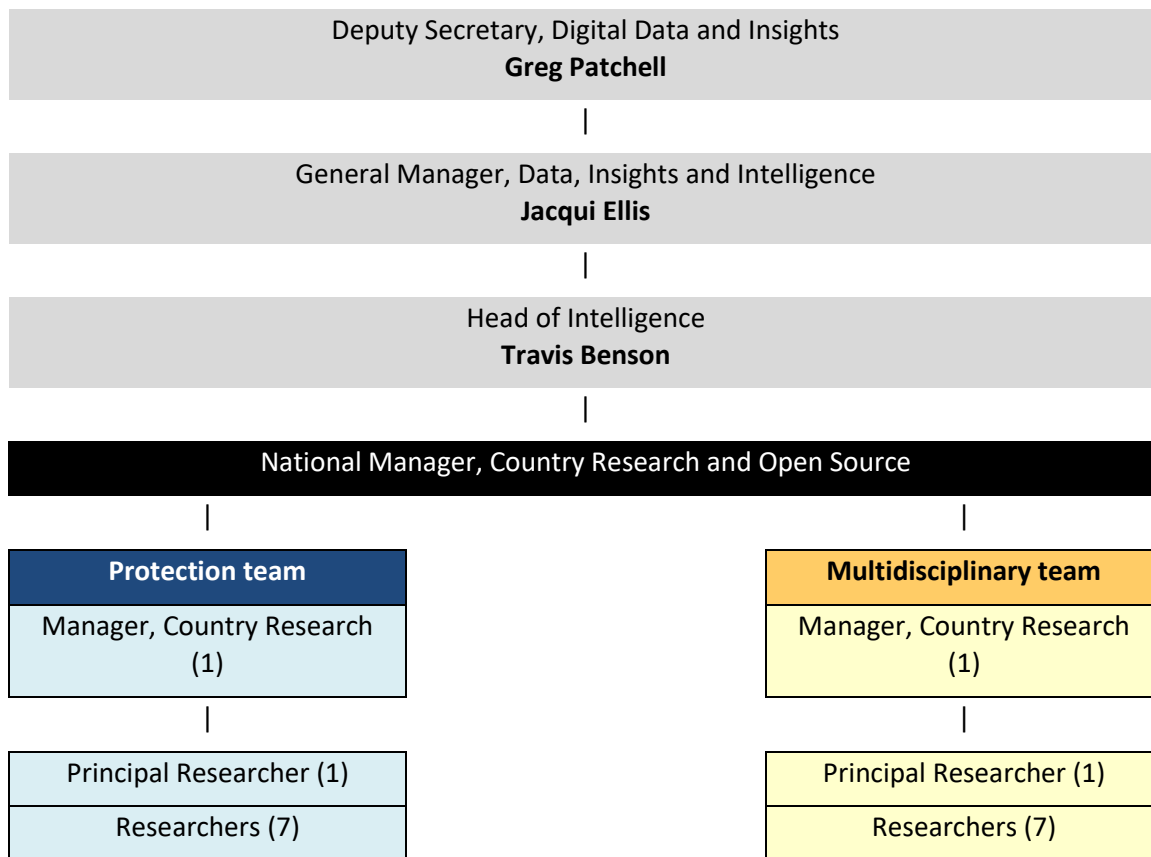 Deputy Secretary, Digital Data and Insights
Greg Patchell
|
General Manager, Data, Insights and Intelligence
Jacqui Ellis
|
Head of Intelligence
Travis Benson
|
National Manager, Country Research and Open Source
|
|
Protection team
Manager, Country Research
(1)
|
Principal Researcher (1)
Researchers (7)
Multidisciplinary team
Manager, Country Research
(1)
|
Principal Researcher (1)
Researchers (7)